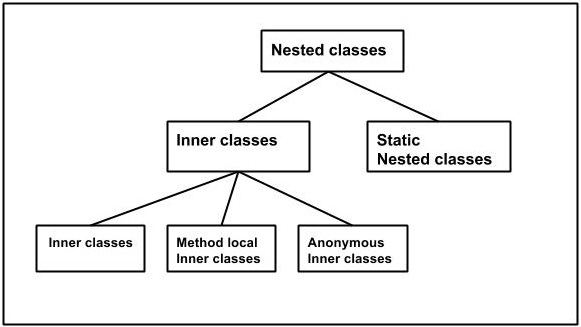 Nested classes
Inner classes
Static
Nested classes
Inner classes
Method local
Inner classes
Anonymous
Inner classes